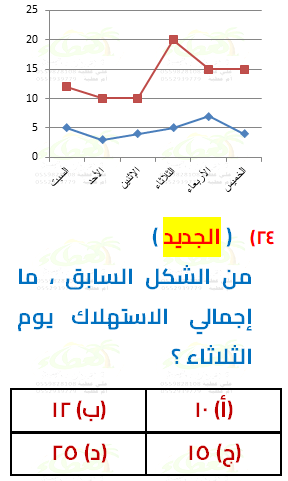 25
20
15
10
5
0
السبت الأحد الإثنين الثلاثاء الأربعاء الخميس
٢٤) ( الجديد )
من الشكل السابق ، ما
إجمالي الاستهلاك يوم
الثلاثاء ؟
(أ) ١٠ (ب) ١٢
(ج) ١٥ (د) ٢٥